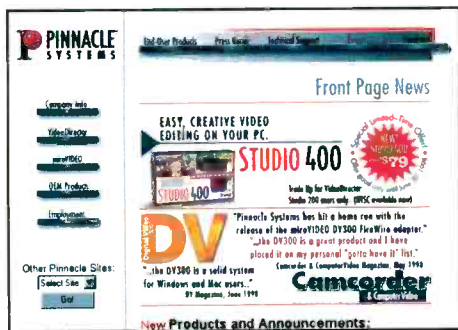 PINNACLE
SYSTEMS
End-User Products Press Room Technical Support
Front Page News
Company Info
VideoDirector
miroVIDEO
OEM Products
Employment
Other Pinnacle Sites:
Select Site
Go!
EASY, CREATIVE VIDEO
EDITING ON YOUR PC.
STUDIO 400
STUDIO 400
Special Limited-Time Offer!
$79
Trade Up for VideoDirector
Studio 200 users only.
Digital Video
DV
"Pinnacle Systems has hit a home run with the
release of the miroVIDEO DV300 FireWire adapter."
"...the DV300 is a great product and I have
placed it on my personal "gotta have it" list."
Camcorder & ComputerVideo Magazine, May 1998
"...the DV300 is a solid system
for Windows and Mac users.."
DV Magazine, June 1998
Camcorder
& ComputerVideo
New Products and Announcements: